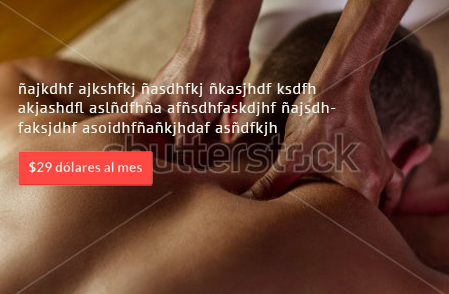 ñajkdhf ajkshfkj ñasdhfkj ñkasjhdf ksdfh
akjashdfl aslñdfhña afñsdhfaskdjhf ñajsdh-
faksjdhf asoidhfñañkjhdaf asñdfkjh
shutterstock
$29 dólares al mes